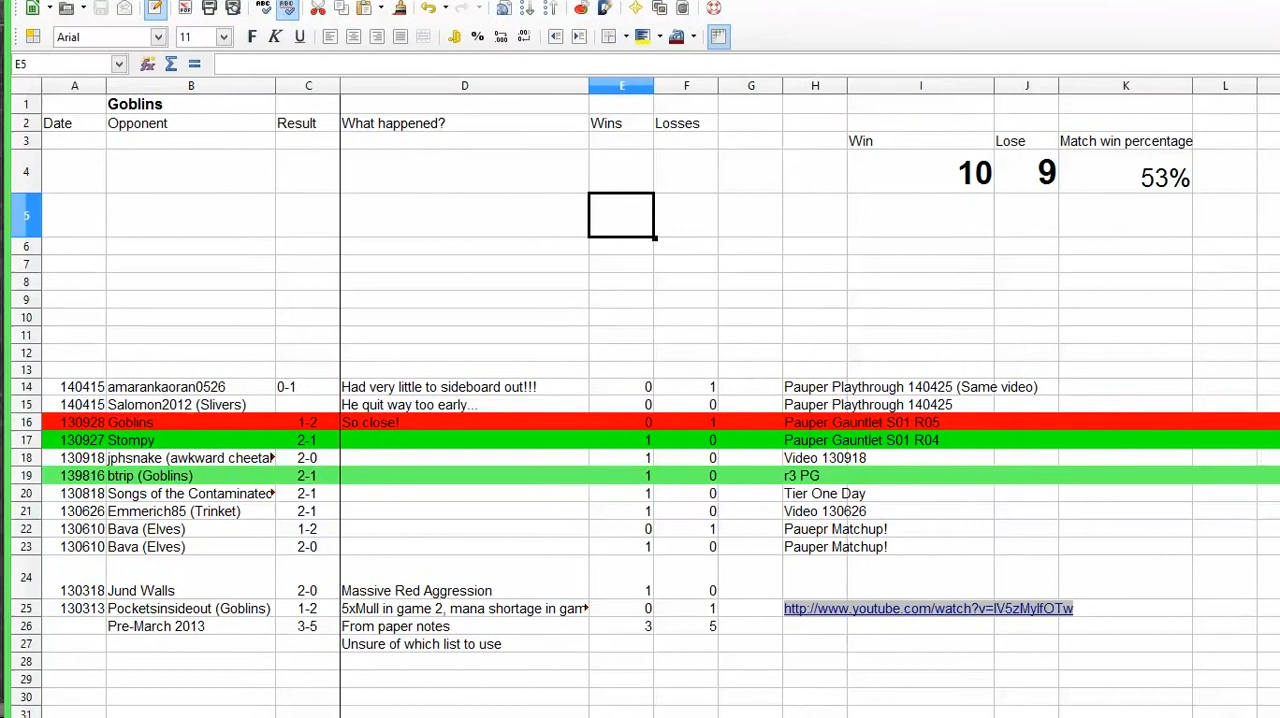 Arial 11 F K U %
E5
A B C D E F G H I J K L
1 Goblins
2 Date Opponent Result What happened? Wins Losses
3 Win Lose Match win percentage
4 10 9 53%
5
6
7
8
9
10
11
12
13
14 140415 amarankaoran0526 0-1 Had very little to sideboard out!!! 0 1 Pauper Playthrough 140425 (Same video)
15 140415 Salomon2012 (Slivers) He quit way too early... 0 0 Pauper Playthrough 140425
16 130928 Goblins 1-2 So close! 0 1 Pauper Gauntlet S01 R05
17 130927 Stompy 2-1 1 0 Pauper Gauntlet S01 R04
18 130918 jphsnake (awkward cheetal 2-0 1 0 Video 130918
19 139816 btrip (Goblins) 2-1 1 0 r3 PG
20 130818 Songs of the Contaminated 2-1 1 0 Tier One Day
21 130626 Emmerich85 (Trinket) 2-1 1 0 Video 130626
22 130610 Bava (Elves) 1-2 0 1 Pauepr Matchup!
23 130610 Bava (Elves) 2-0 1 0 Pauper Matchup!
24 130318 Jund Walls 2-0 Massive Red Aggression 1 0
25 130313 Pocketsinsideout (Goblins) 1-2 5xMull in game 2, mana shortage in gam 0 1 http://www.youtube.com/watch?v=IV5zMyIfOTw
26 Pre-March 2013 3-5 From paper notes 3 5
27 Unsure of which list to use
28
29
30
31